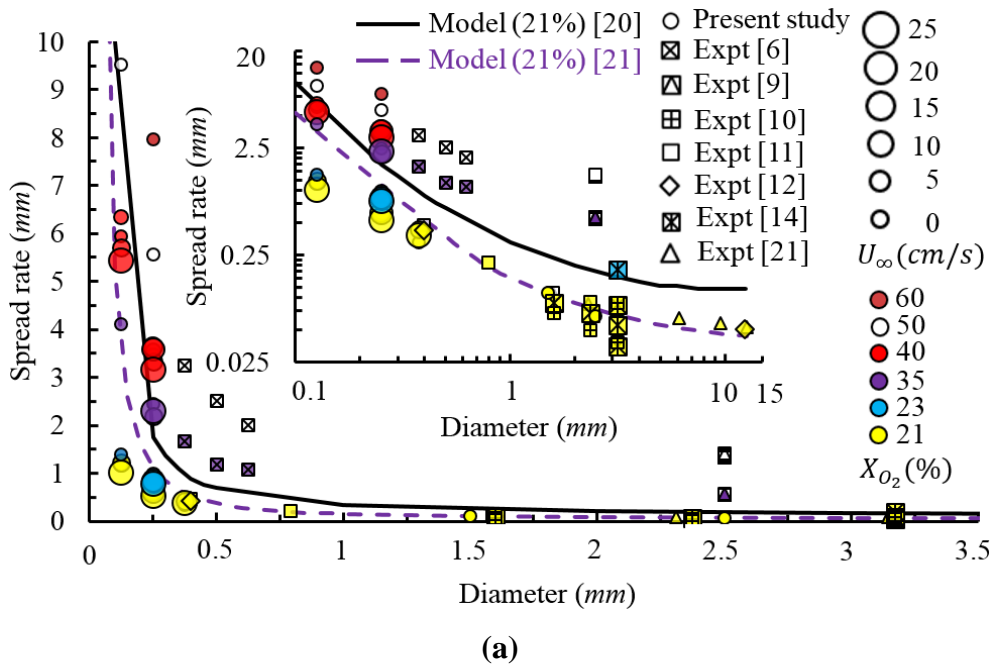 Model (21%) [20]
Model (21%) [21]
Present study
Expt [6]
Expt [9]
Expt [10]
Expt [11]
Expt [12]
Expt [14]
Expt [21]
25
20
15
10
5
0
U∞(cm/s)
60
50
40
35
23
21
X_{O_2}(%)
20
2.5
0.25
0.025
Spread rate (mm)
0.1
1
10
15
Diameter (mm)
10
9
8
7
6
5
4
3
2
1
0
Spread rate (mm)
0
0.5
1
1.5
2
2.5
3
3.5
Diameter (mm)
(a)